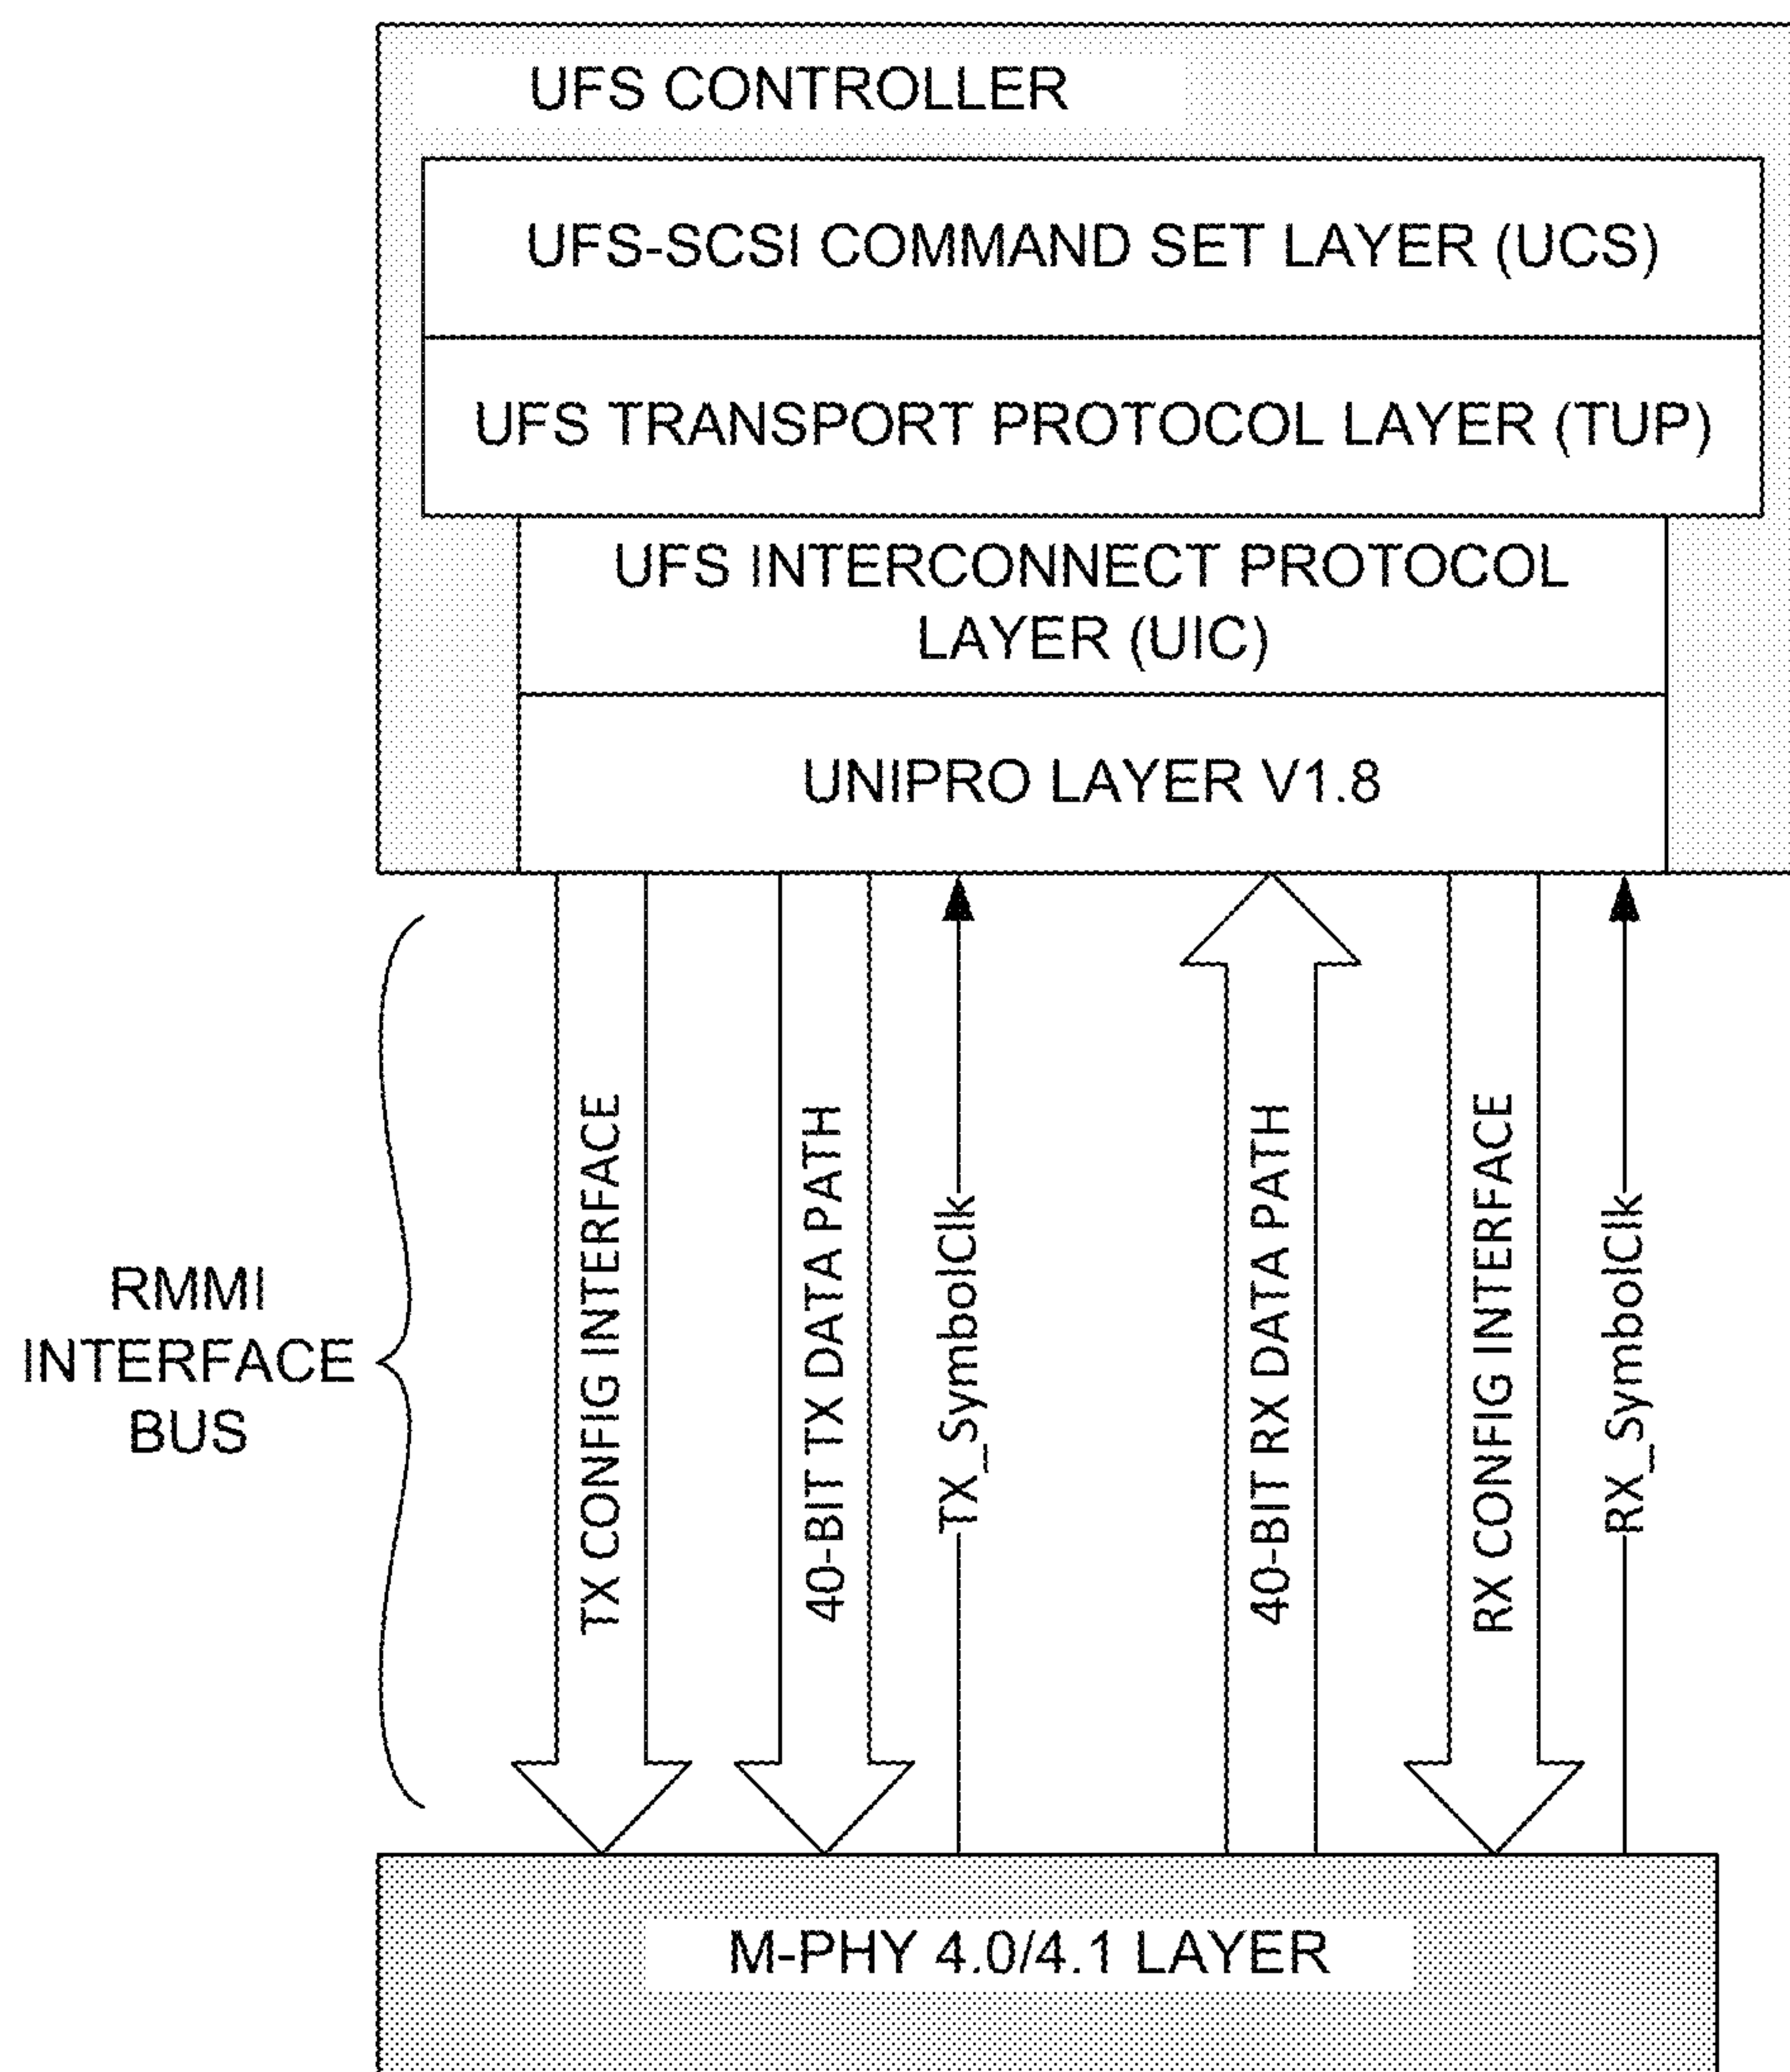 UFS CONTROLLER
UFS-SCSI COMMAND SET LAYER (UCS)
UFS TRANSPORT PROTOCOL LAYER (TUP)
UFS INTERCONNECT PROTOCOL
LAYER (UIC)
UNIPRO LAYER V1.8
RMMI
INTERFACE
BUS
TX CONFIG INTERFACE
40-BIT TX DATA PATH
TX_SymbolClk
40-BIT RX DATA PATH
RX CONFIG INTERFACE
RX_SymbolClk
M-PHY 4.0/4.1 LAYER